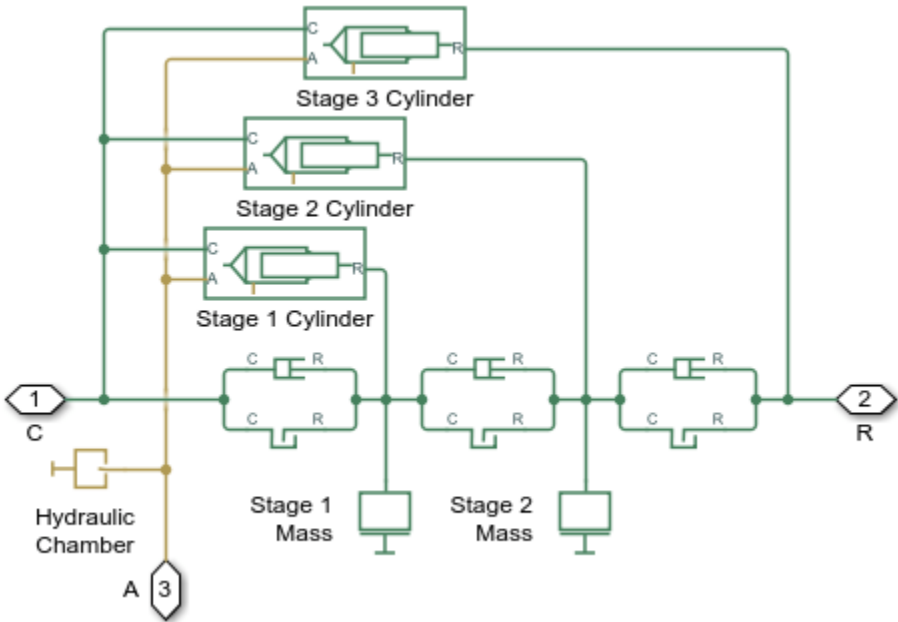 C
A
R
Stage 3 Cylinder
C
A
R
Stage 2 Cylinder
C
A
R
Stage 1 Cylinder
C R C R C R
1
2
C
R
C R C R C R
Stage 1
Mass
Stage 2
Mass
Hydraulic
Chamber
A
3